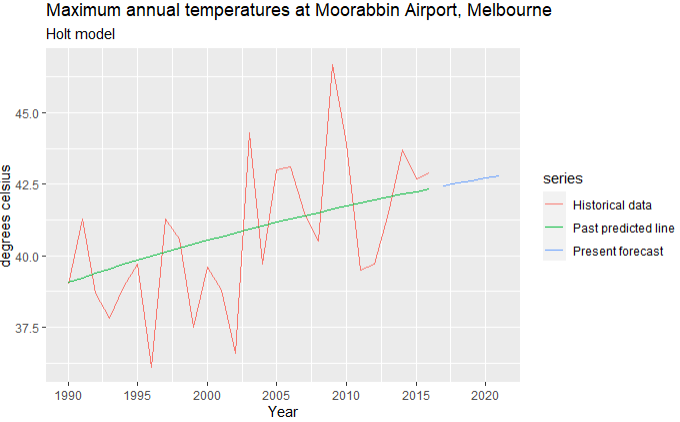 Maximum annual temperatures at Moorabbin Airport, Melbourne
Holt model
degrees celsius
45.0
42.5
40.0
37.5
1990
1995
2000
2005
2010
2015
2020
Year
series
Historical data
Past predicted line
Present forecast